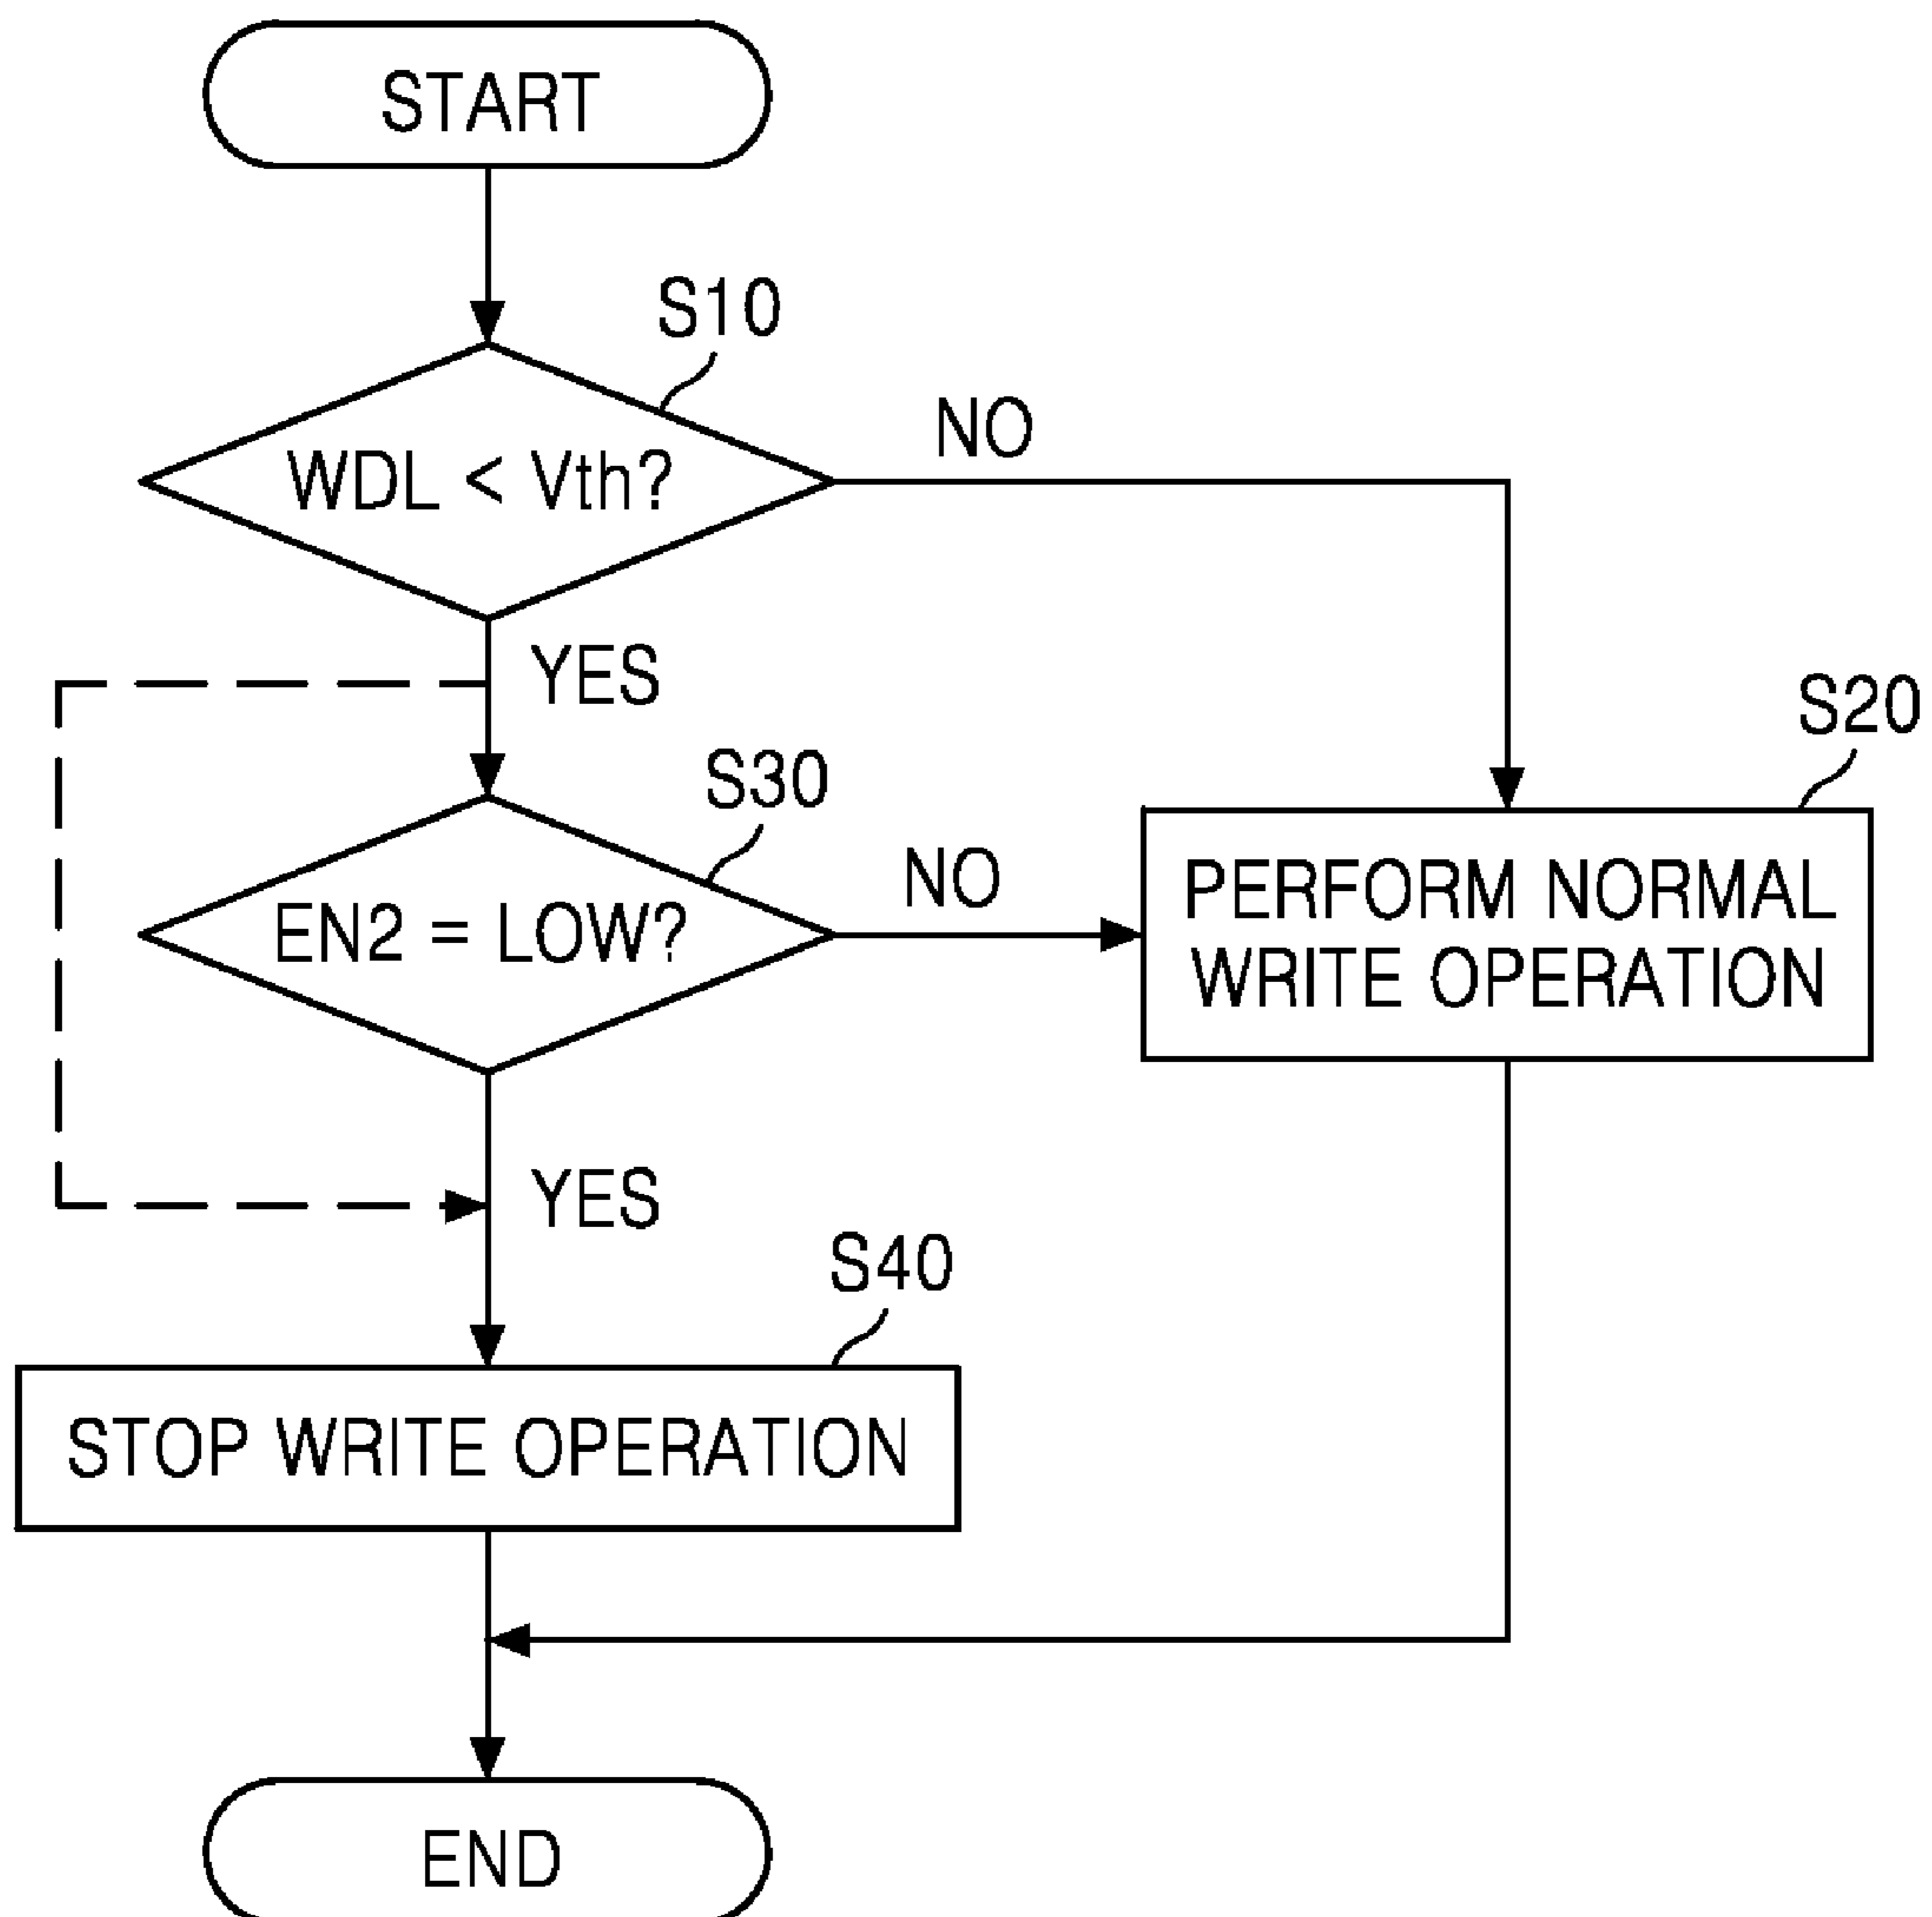 START
S10
WDL < Vth?
NO
YES
S20
S30
EN2 = LOW?
NO
PERFORM NORMAL
WRITE OPERATION
YES
S40
STOP WRITE OPERATION
END